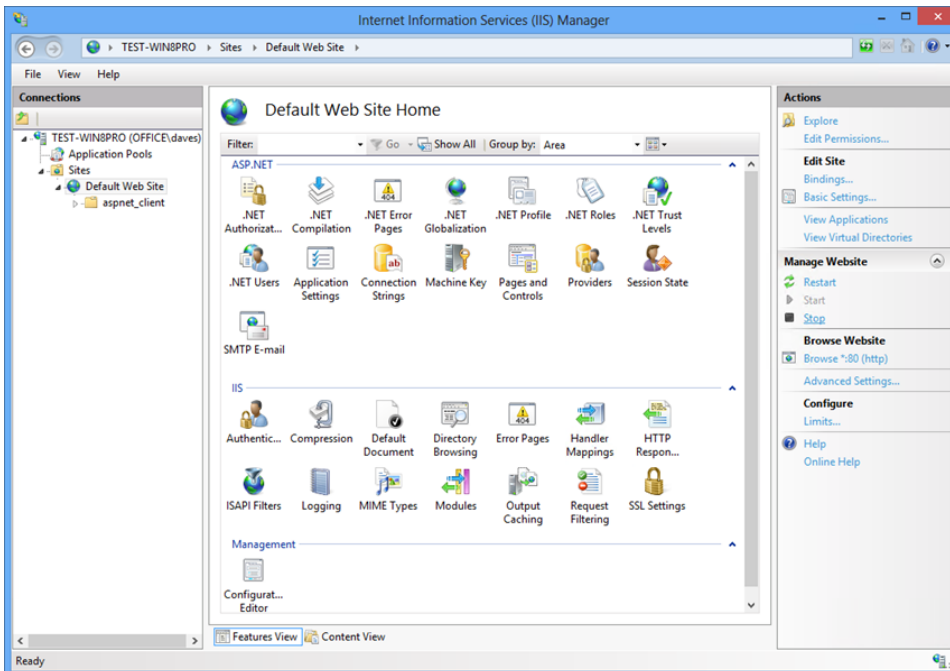 Internet Information Services (IIS) Manager
TEST-WIN8PRO Sites Default Web Site
File View Help
Connections
TEST-WIN8PRO (OFFICE\daves)
Application Pools
Sites
Default Web Site
aspnet_client
Default Web Site Home
Filter: Go Show All Group by: Area
ASP.NET
.NET Authorizat...
.NET Compilation
.NET Error Pages
.NET Globalization
.NET Profile
.NET Roles
.NET Trust Levels
.NET Users
Application Settings
Connection Strings
Machine Key
Pages and Controls
Providers
Session State
SMTP E-mail
IIS
Authentic...
Compression
Default Document
Directory Browsing
Error Pages
Handler Mappings
HTTP Respon...
ISAPI Filters
Logging
MIME Types
Modules
Output Caching
Request Filtering
SSL Settings
Management
Configurat... Editor
Features View Content View
Actions
Explore
Edit Permissions...
Edit Site
Bindings...
Basic Settings...
View Applications
View Virtual Directories
Manage Website
Restart
Start
Stop
Browse Website
Browse *:80 (http)
Advanced Settings...
Configure
Limits...
Help
Online Help
Ready